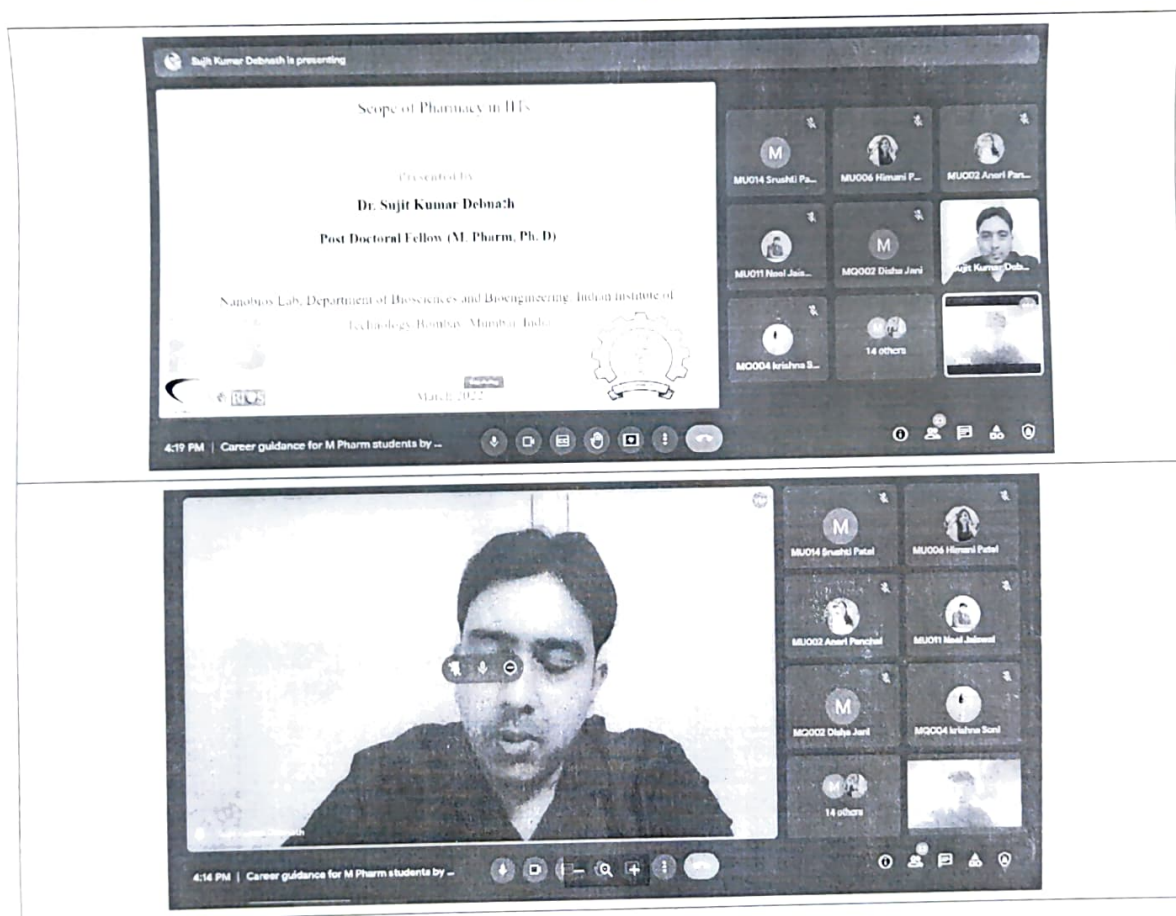 Sujit Kumar Debnath is presenting
Scope of Pharmacy in IITs
Presented by
Dr. Sujit Kumar Debnath
Post Doctoral Fellow (M. Pharm, Ph. D)
Nanobios Lab, Department of Biosciences and Bioengineering, Indian Institute of
Technology Bombay, Mumbai, India
March 2022
MU014 Srushti Pa...
MU006 Himani P...
MU002 Aneri Pan...
MU011 Neel Jais...
MQ002 Disha Jani
Sujit Kumar Deb...
MQ004 krishna S...
14 others
4:19 PM | Career guidance for M Pharm students by ...
MU014 Srushti Patel
MU006 Himani Patel
MU002 Aneri Panchal
MU011 Neel Jaiswal
MQ002 Disha Jani
MQ004 krishna Soni
14 others
Debnath
4:14 PM | Career guidance for M Pharm students by ...